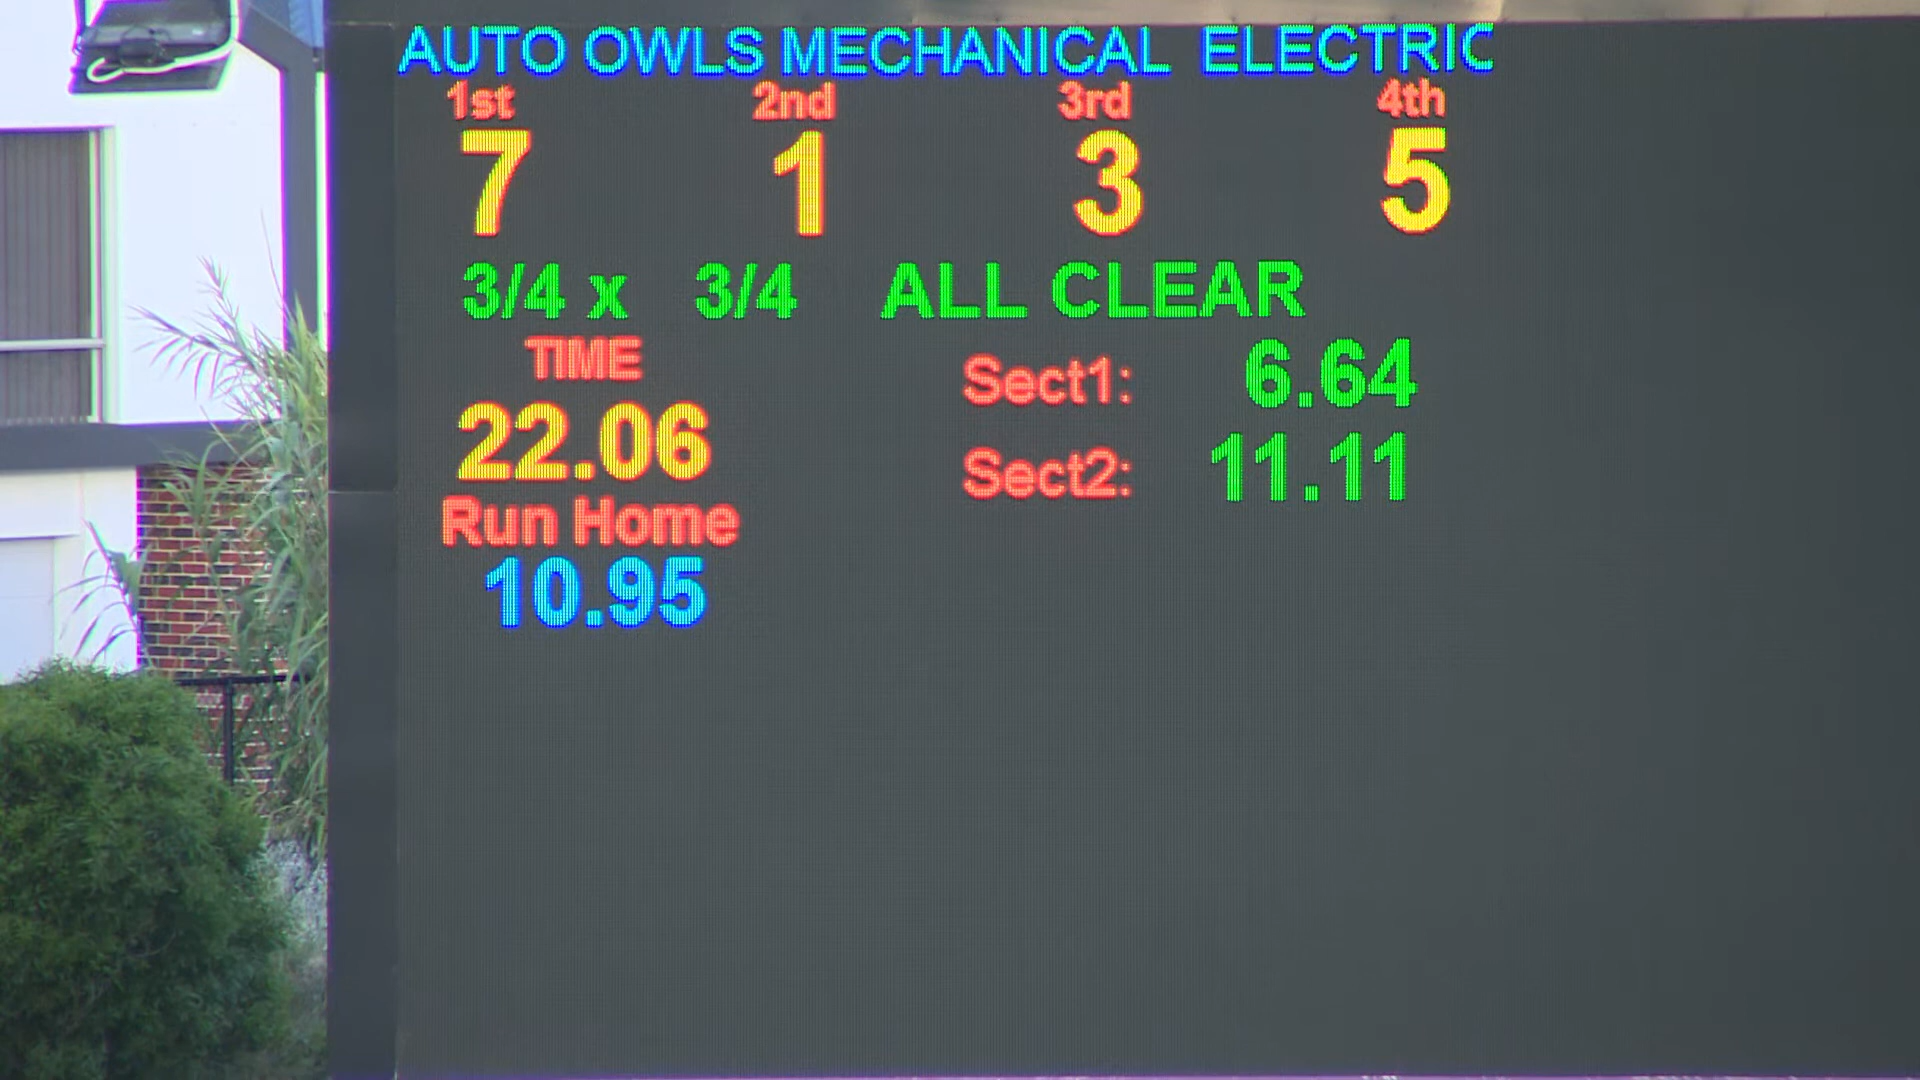 AUTO OWLS MECHANICAL ELECTRIC
1st 2nd 3rd 4th
7 1 3 5
3/4 x 3/4 ALL CLEAR
TIME
22.06
Run Home
10.95
Sect1: 6.64
Sect2: 11.11